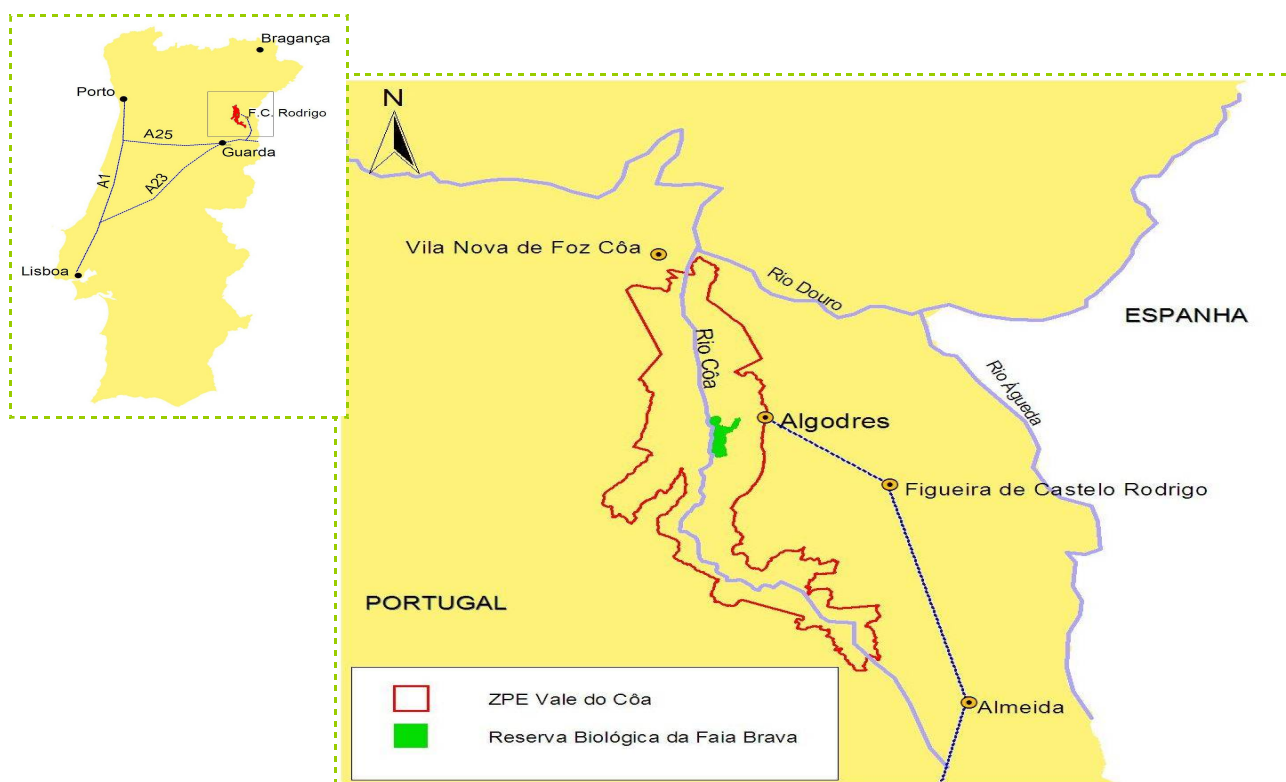 Bragança
Porto
F.C. Rodrigo
A25
Guarda
A1
A23
Lisboa
N
Vila Nova de Foz Côa
Rio Douro
ESPANHA
Rio Côa
Rio Águeda
Algodres
Figueira de Castelo Rodrigo
PORTUGAL
ZPE Vale do Côa
Almeida
Reserva Biológica da Faia Brava